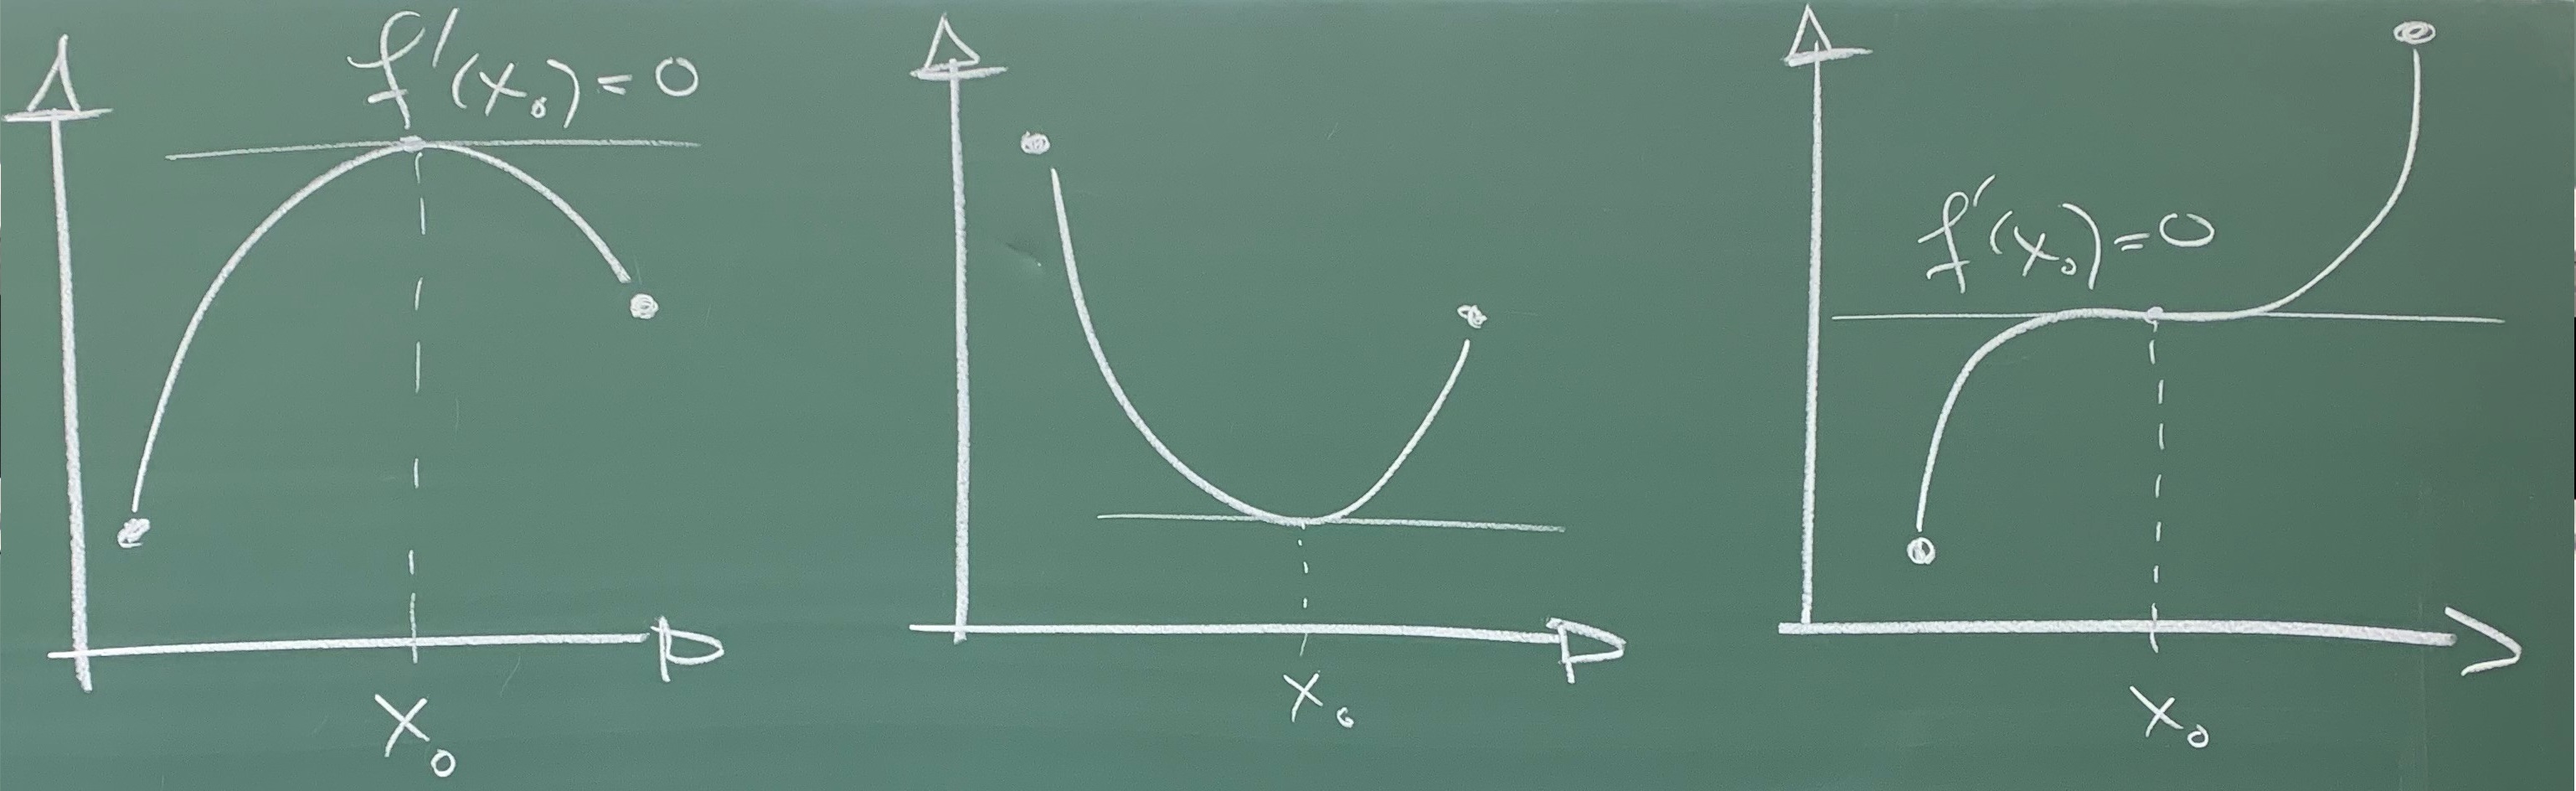 f'(x₀) = 0
x₀
x₀
f'(x₀) = 0
x₀